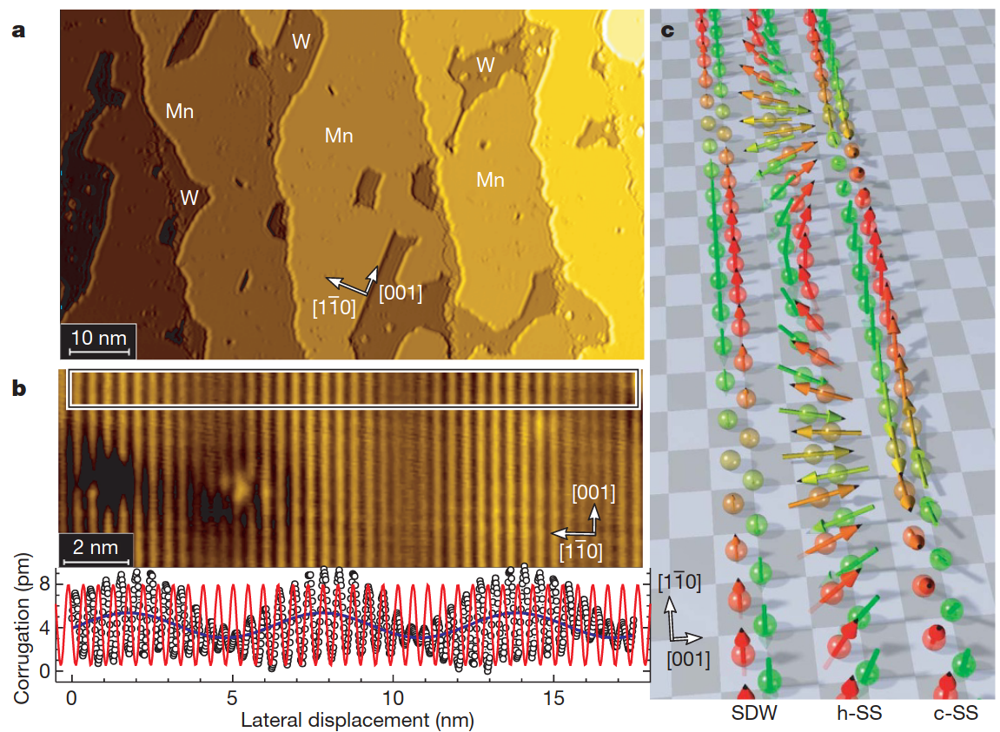 a
W
W
Mn
Mn
Mn
W
[11̄0]
[001]
10 nm
b
[001]
[11̄0]
2 nm
Corrugation (pm)
8
4
0
0
5
10
15
Lateral displacement (nm)
c
[11̄0]
[001]
SDW
h-SS
c-SS